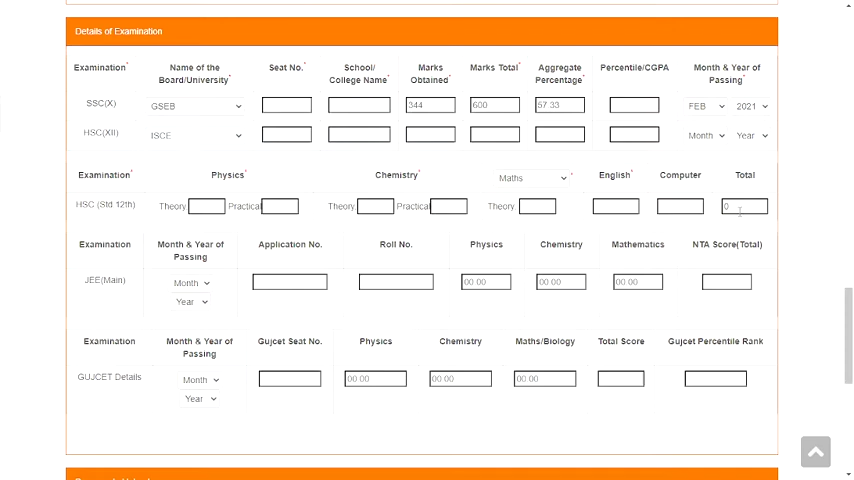 Details of Examination
Examination* Name of the Board/University* Seat No.* School/ College Name* Marks Obtained* Marks Total* Aggregate Percentage* Percentile/CGPA Month & Year of Passing*
SSC(X) GSEB 344 600 57.33 FEB 2021
HSC(XII) ISCE Month Year
Examination* Physics* Chemistry* Maths * English* Computer Total
HSC (Std 12th) Theory Practical Theory Practical Theory 0
Examination Month & Year of Passing Application No. Roll No. Physics Chemistry Mathematics NTA Score(Total)
JEE(Main) Month 00.00 00.00 00.00
Year
Examination Month & Year of Passing Gujcet Seat No. Physics Chemistry Maths/Biology Total Score Gujcet Percentile Rank
GUJCET Details Month 00.00 00.00 00.00
Year